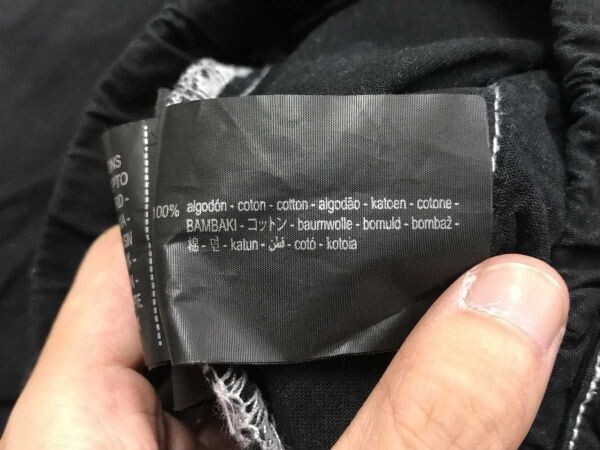 100% algodón - coton - cotton - algodão - katoen - cotone -
BAMBAKI - コットン - baumwolle - bomuld - bombaž -
棉 - 면 - katun - قطن - cotó - kotoia